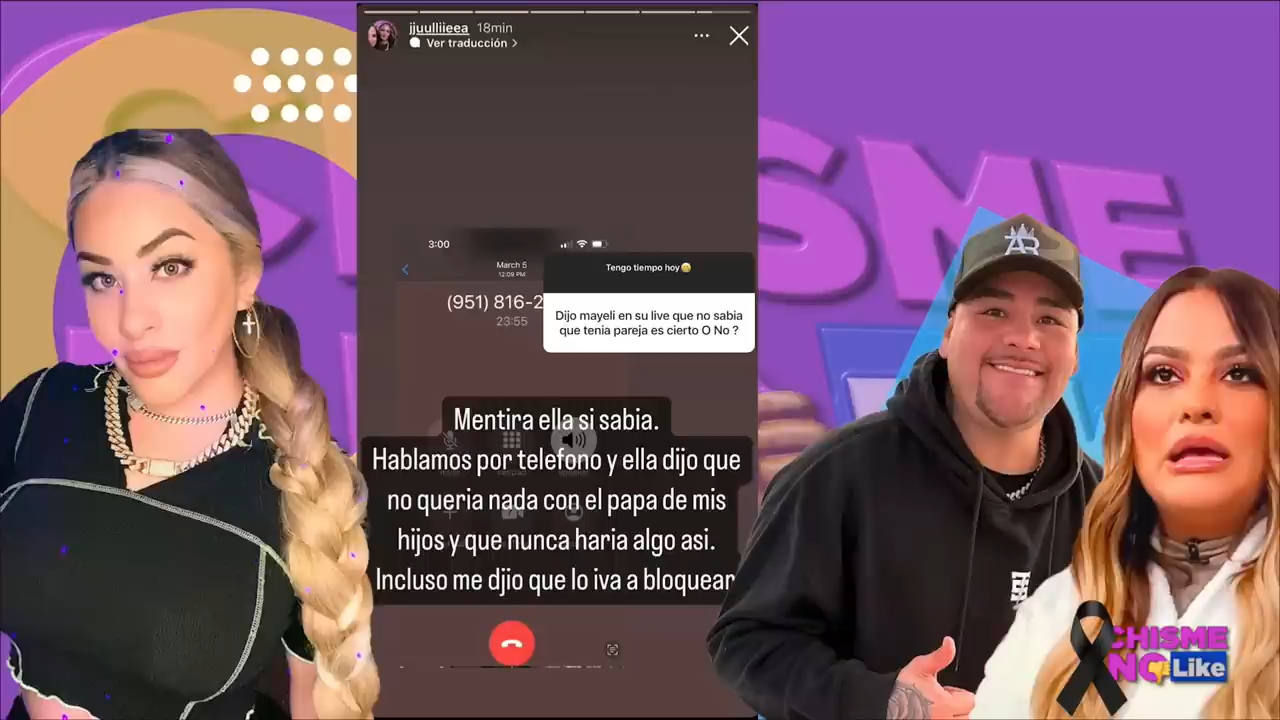 jjuulliieea 18min
Ver traducción >
3:00
March 5
12:09 PM
(951) 816-2
23:55
Tengo tiempo hoy
Dijo mayeli en su live que no sabia
que tenia pareja es cierto O No ?
Mentira ella si sabia.
Hablamos por telefono y ella dijo que
no queria nada con el papa de mis
hijos y que nunca haria algo asi.
Incluso me djio que lo iva a bloquear
SME
AR
CHISME
NO Like